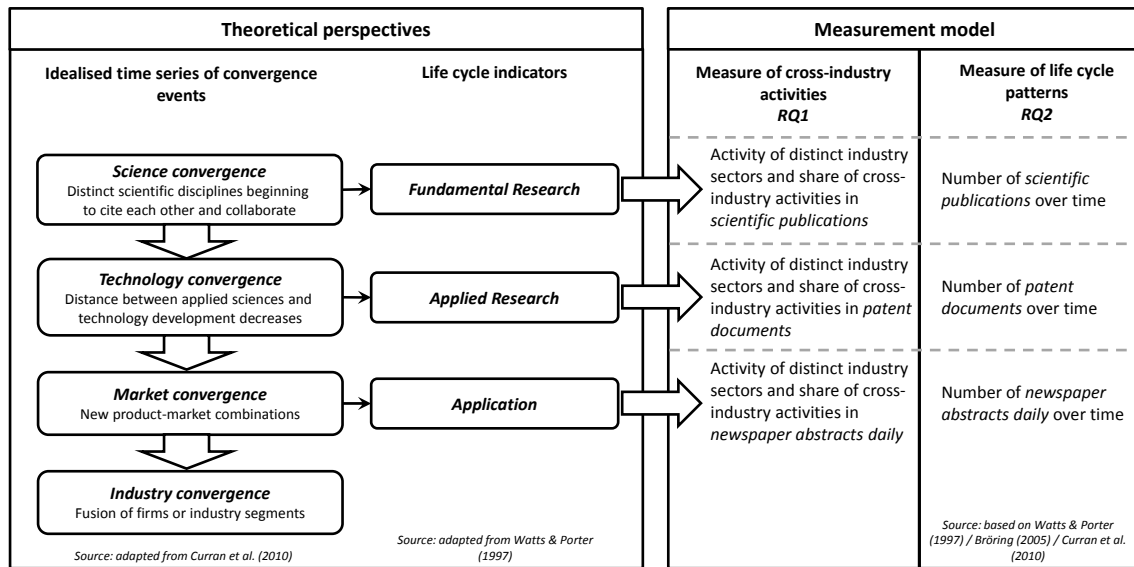 Theoretical perspectives
Measurement model
Idealised time series of convergence
events
Life cycle indicators
Measure of cross-industry
activities
RQ1
Measure of life cycle
patterns
RQ2
Science convergence
Distinct scientific disciplines beginning
to cite each other and collaborate
Fundamental Research
Activity of distinct industry
sectors and share of cross-
industry activities in
scientific publications
Number of scientific
publications over time
Technology convergence
Distance between applied sciences and
technology development decreases
Applied Research
Activity of distinct industry
sectors and share of cross-
industry activities in patent
documents
Number of patent
documents over time
Market convergence
New product-market combinations
Application
Activity of distinct industry
sectors and share of cross-
industry activities in
newspaper abstracts daily
Number of newspaper
abstracts daily over time
Industry convergence
Fusion of firms or industry segments
Source: adapted from Curran et al. (2010)
Source: adapted from Watts & Porter
(1997)
Source: based on Watts & Porter
(1997) / Bröring (2005) / Curran et al.
(2010)